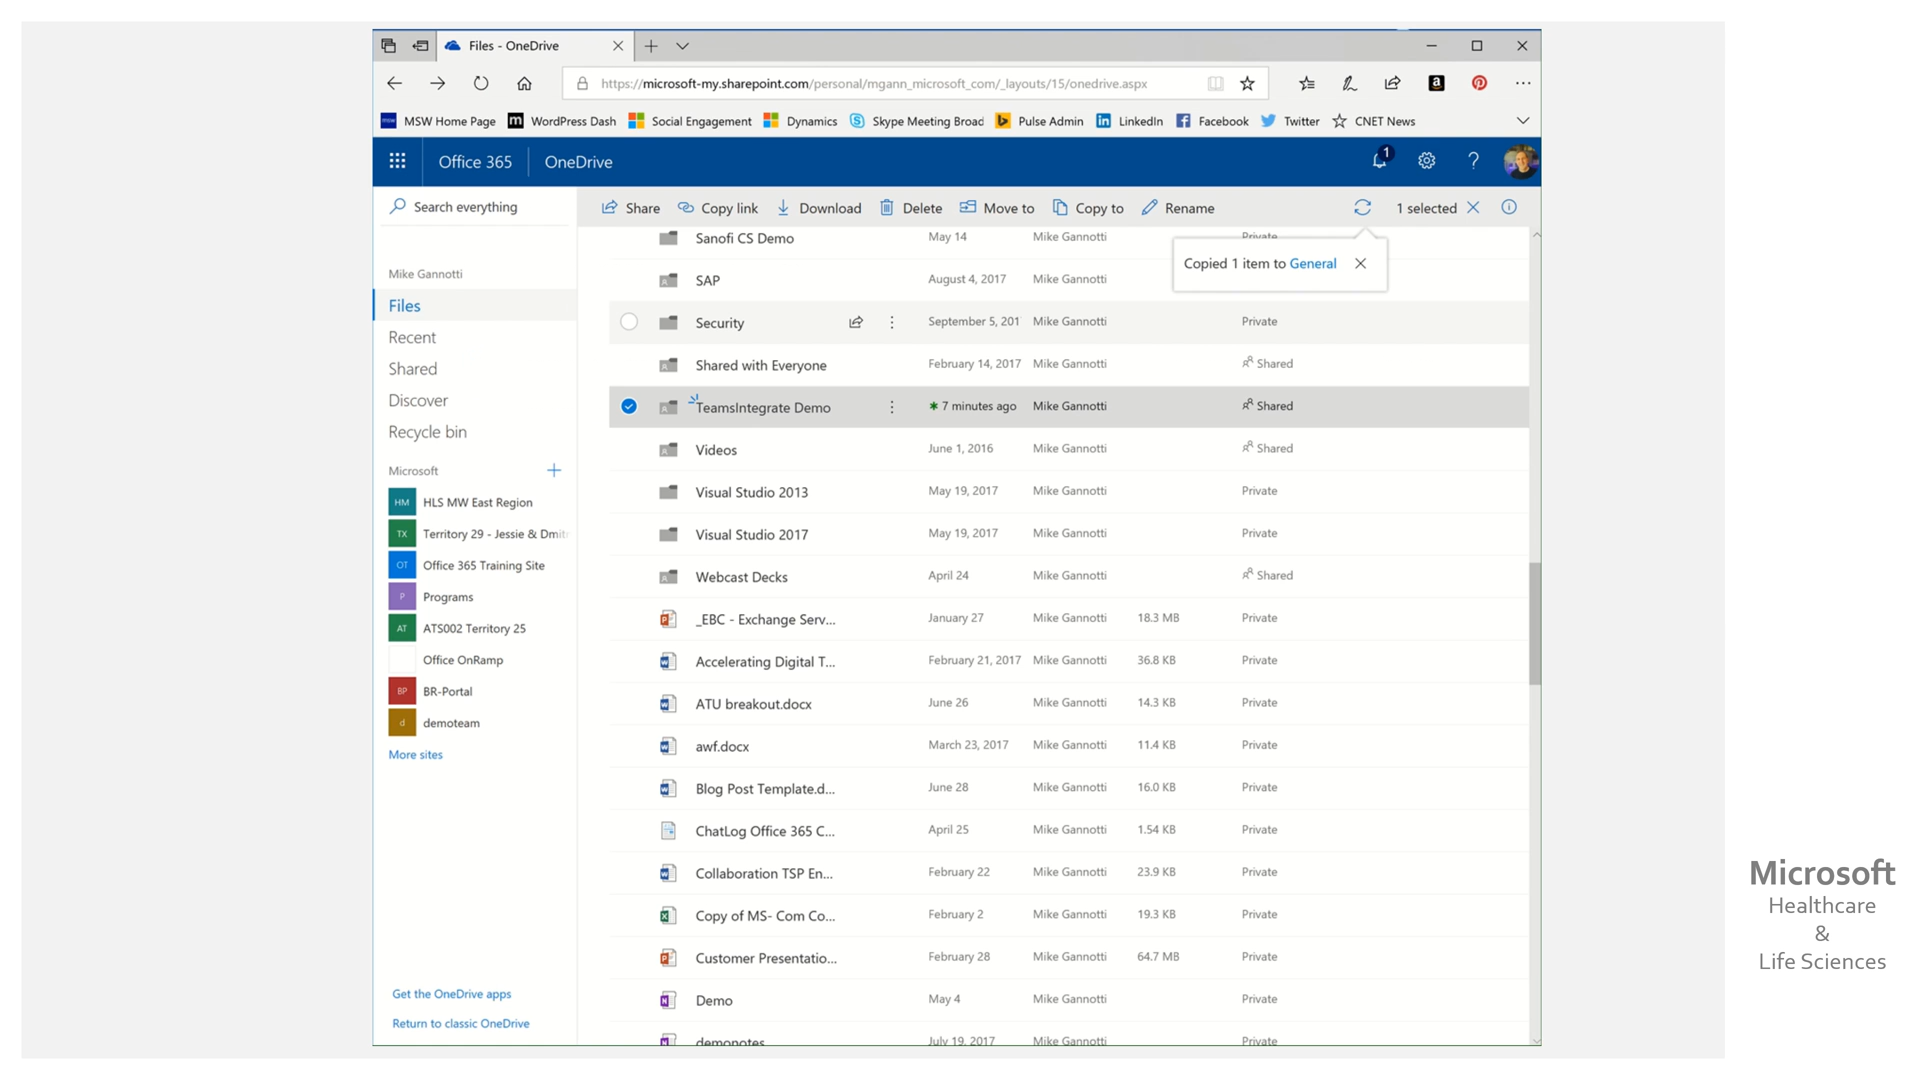 Files - OneDrive
https://microsoft-my.sharepoint.com/personal/mgann_microsoft_com/_layouts/15/onedrive.aspx
MSW Home Page WordPress Dash Social Engagement Dynamics Skype Meeting Broad Pulse Admin LinkedIn Facebook Twitter CNET News
Office 365 OneDrive 1 ?
Search everything
Share Copy link Download Delete Move to Copy to Rename 1 selected
Mike Gannotti
Files
Recent
Shared
Discover
Recycle bin
Microsoft
HM HLS MW East Region
TX Territory 29 - Jessie & Dmit
OT Office 365 Training Site
P Programs
AT ATS002 Territory 25
Office OnRamp
BP BR-Portal
d demoteam
More sites
Get the OneDrive apps
Return to classic OneDrive
Sanofi CS Demo May 14 Mike Gannotti Private
Copied 1 item to General
SAP August 4, 2017 Mike Gannotti
Security September 5, 201 Mike Gannotti Private
Shared with Everyone February 14, 2017 Mike Gannotti Shared
TeamsIntegrate Demo 7 minutes ago Mike Gannotti Shared
Videos June 1, 2016 Mike Gannotti Shared
Visual Studio 2013 May 19, 2017 Mike Gannotti Private
Visual Studio 2017 May 19, 2017 Mike Gannotti Private
Webcast Decks April 24 Mike Gannotti Shared
_EBC - Exchange Serv... January 27 Mike Gannotti 18.3 MB Private
Accelerating Digital T... February 21, 2017 Mike Gannotti 36.8 KB Private
ATU breakout.docx June 26 Mike Gannotti 14.3 KB Private
awf.docx March 23, 2017 Mike Gannotti 11.4 KB Private
Blog Post Template.d... June 28 Mike Gannotti 16.0 KB Private
ChatLog Office 365 C... April 25 Mike Gannotti 1.54 KB Private
Collaboration TSP En... February 22 Mike Gannotti 23.9 KB Private
Copy of MS- Com Co... February 2 Mike Gannotti 19.3 KB Private
Customer Presentatio... February 28 Mike Gannotti 64.7 MB Private
Demo May 4 Mike Gannotti Private
demonotes July 19, 2017 Mike Gannotti Private
Microsoft
Healthcare
&
Life Sciences